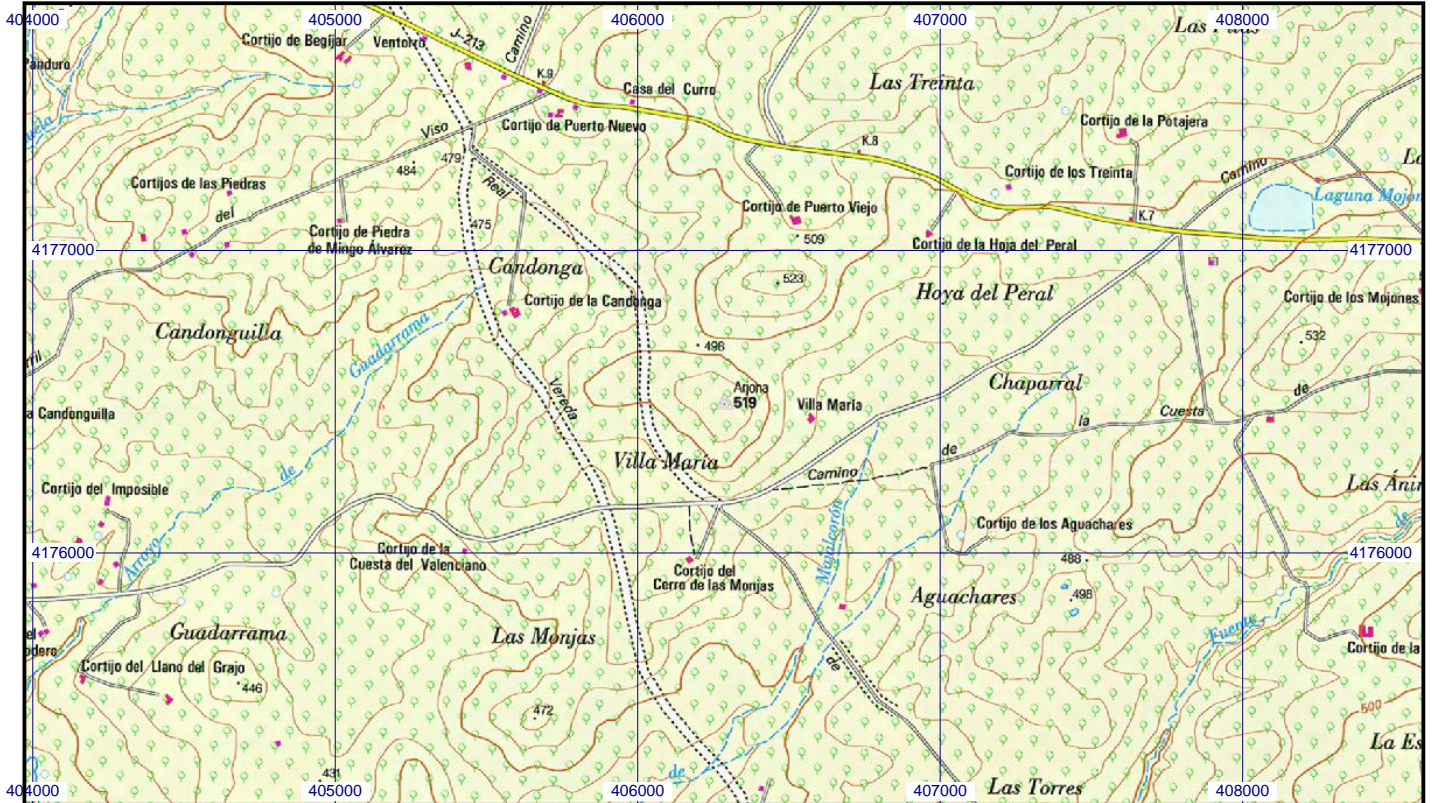 404000
405000
406000
407000
408000
Las
Cortijo de Begíjar
Ventorro
J-213
Camino
K.9
Casa del Curro
Las Treinta
Cortijo de Puerto Nuevo
Viso
479
484
K.8
Cortijo de la Potajera
Cortijo de los Treinta
Camino
Cortijos de las Piedras
del
Real
475
Cortijo de Puerto Viejo
509
Cortijo de la Hoja del Peral
K.7
Laguna Mojon
Cortijo de Piedra
de Mingo Álvarez
4177000
4177000
Candonga
523
Hoya del Peral
Cortijo de la Candonga
Cortijo de los Mojones
Candonguilla
Guadarrama
498
532
Chaparral
de
Vereda
Arjona
519
Villa María
a Candonguilla
la
Cuesta
Villa María
de
Camino
de
Cortijo del Imposible
Las Ánin
Magalcorón
Cortijo de los Aguachares
de
4176000
4176000
Arroyo
Cortijo de la
Cuesta del Valenciano
Cortijo del
Cerro de las Monjas
488
498
Aguachares
Guadarrama
Las Monjas
Fuente
Cortijo de la
Cortijo del Llano del Grajo
446
de
472
500
La Es
431
de
Las Torres
404000
405000
406000
407000
408000